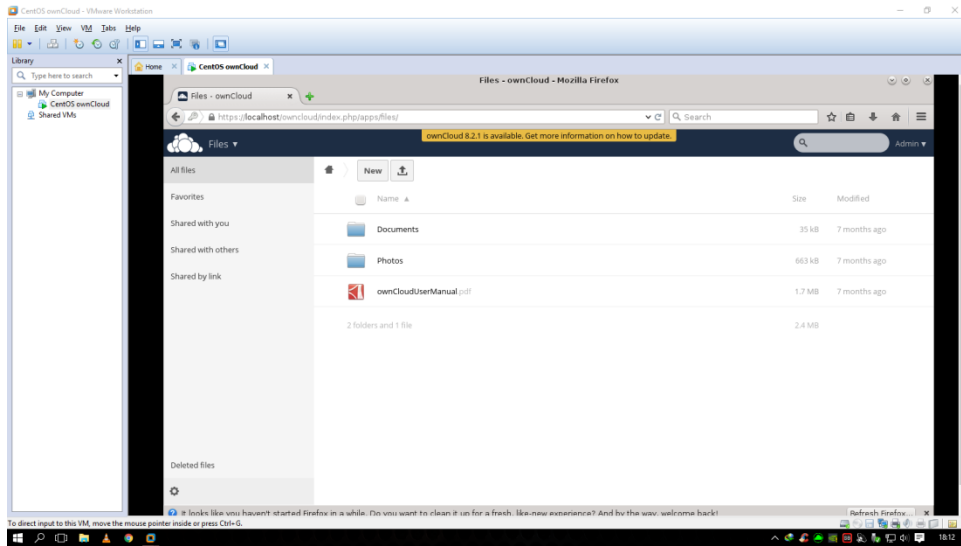 CentOS ownCloud - VMware Workstation
File Edit View VM Tabs Help
Library
Type here to search
My Computer
CentOS ownCloud
Shared VMs
Home
CentOS ownCloud
Files - ownCloud - Mozilla Firefox
Files - ownCloud
https://localhost/owncloud/index.php/apps/files/
Search
ownCloud 8.2.1 is available. Get more information on how to update.
Files
Admin
All files
New
Favorites
Name
Size
Modified
Shared with you
Documents
35 kB
7 months ago
Shared with others
Photos
663 kB
7 months ago
Shared by link
ownCloudUserManual.pdf
1.7 MB
7 months ago
2 folders and 1 file
2.4 MB
Deleted files
It looks like you haven't started Firefox in a while. Do you want to clean it up for a fresh, like-new experience? And by the way, welcome back!
Refresh Firefox...
To direct input to this VM, move the mouse pointer inside or press Ctrl+G.
18:12